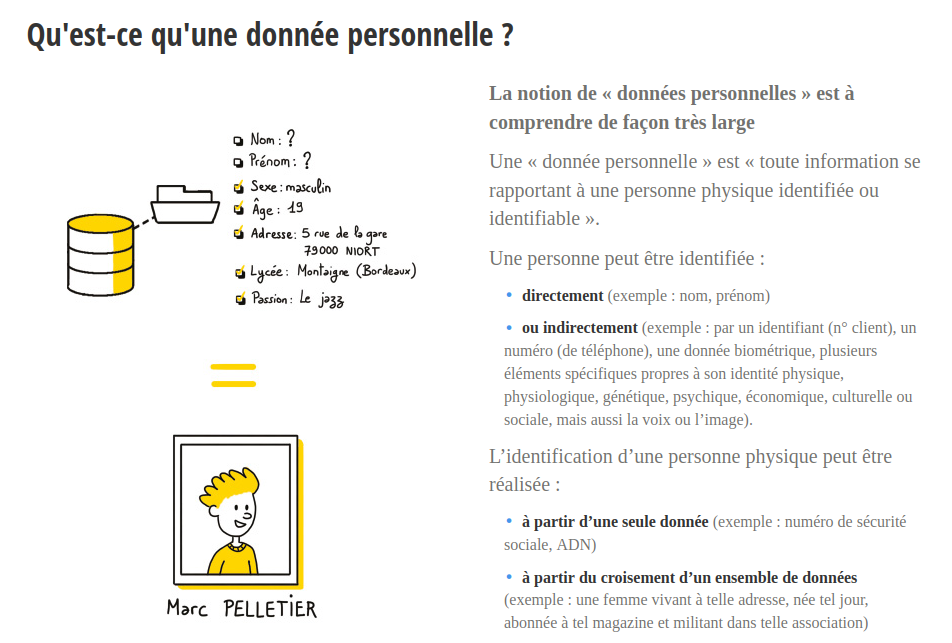 Qu'est-ce qu'une donnée personnelle ?
Nom : ?
Prénom : ?
Sexe : masculin
Âge : 19
Adresse : 5 rue de la gare
79000 NIORT
Lycée : Montaigne (Bordeaux)
Passion : Le jazz
Marc PELLETIER
La notion de « données personnelles » est à
comprendre de façon très large
Une « donnée personnelle » est « toute information se
rapportant à une personne physique identifiée ou
identifiable ».
Une personne peut être identifiée :
• directement (exemple : nom, prénom)
• ou indirectement (exemple : par un identifiant (n° client), un
numéro (de téléphone), une donnée biométrique, plusieurs
éléments spécifiques propres à son identité physique,
physiologique, génétique, psychique, économique, culturelle ou
sociale, mais aussi la voix ou l’image).
L’identification d’une personne physique peut être
réalisée :
• à partir d’une seule donnée (exemple : numéro de sécurité
sociale, ADN)
• à partir du croisement d’un ensemble de données
(exemple : une femme vivant à telle adresse, née tel jour,
abonnée à tel magazine et militant dans telle association)